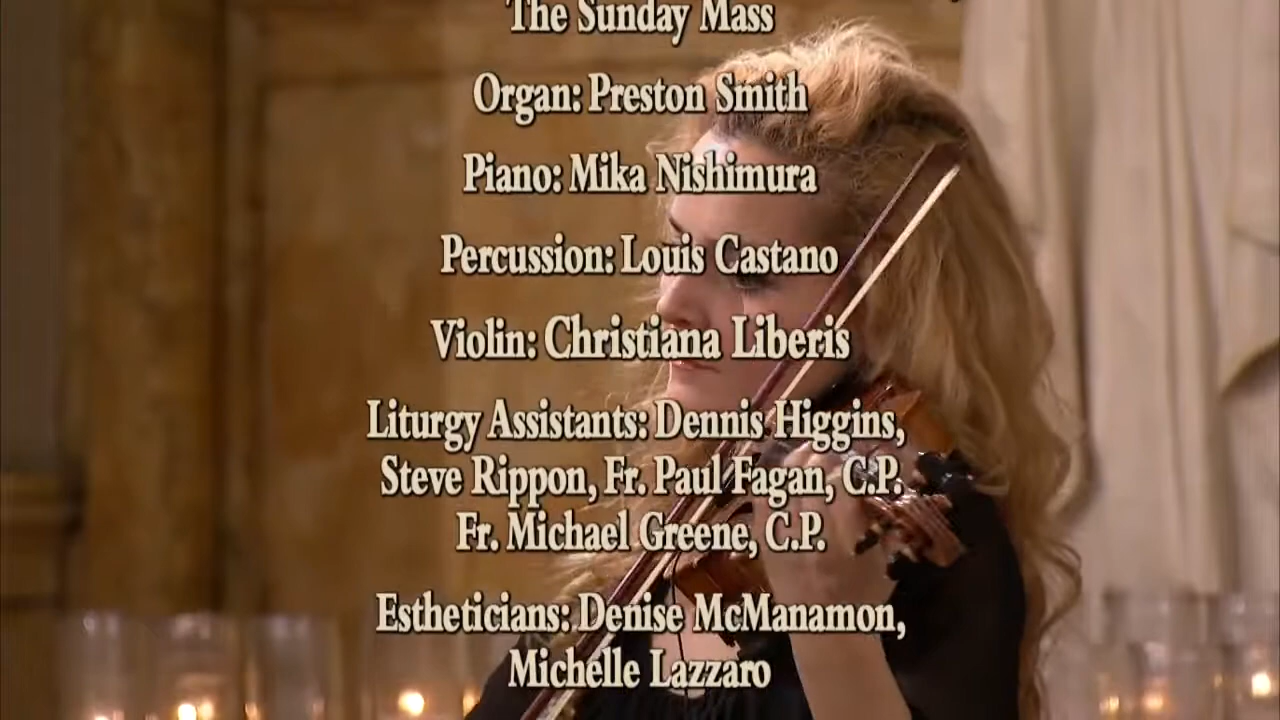 The Sunday Mass
Organ: Preston Smith
Piano: Mika Nishimura
Percussion: Louis Castano
Violin: Christiana Liberis
Liturgy Assistants: Dennis Higgins,
Steve Rippon, Fr. Paul Fagan, C.P.
Fr. Michael Greene, C.P.
Estheticians: Denise McManamon,
Michelle Lazzaro